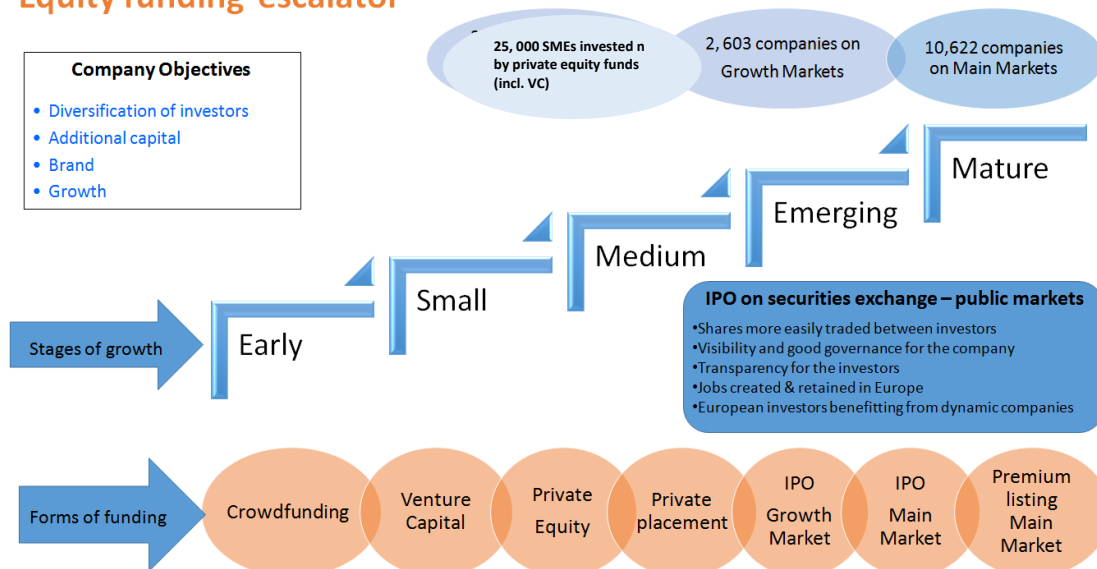 Equity funding escalator
Company Objectives
• Diversification of investors
• Additional capital
• Brand
• Growth
25, 000 SMEs invested n
by private equity funds
(incl. VC)
2, 603 companies on
Growth Markets
10,622 companies
on Main Markets
Mature
Emerging
Medium
Small
Early
Stages of growth
IPO on securities exchange – public markets
•Shares more easily traded between investors
•Visibility and good governance for the company
•Transparency for the investors
•Jobs created & retained in Europe
•European investors benefitting from dynamic companies
Forms of funding
Crowdfunding
Venture
Capital
Private
Equity
Private
placement
IPO
Growth
Market
IPO
Main
Market
Premium
listing
Main
Market